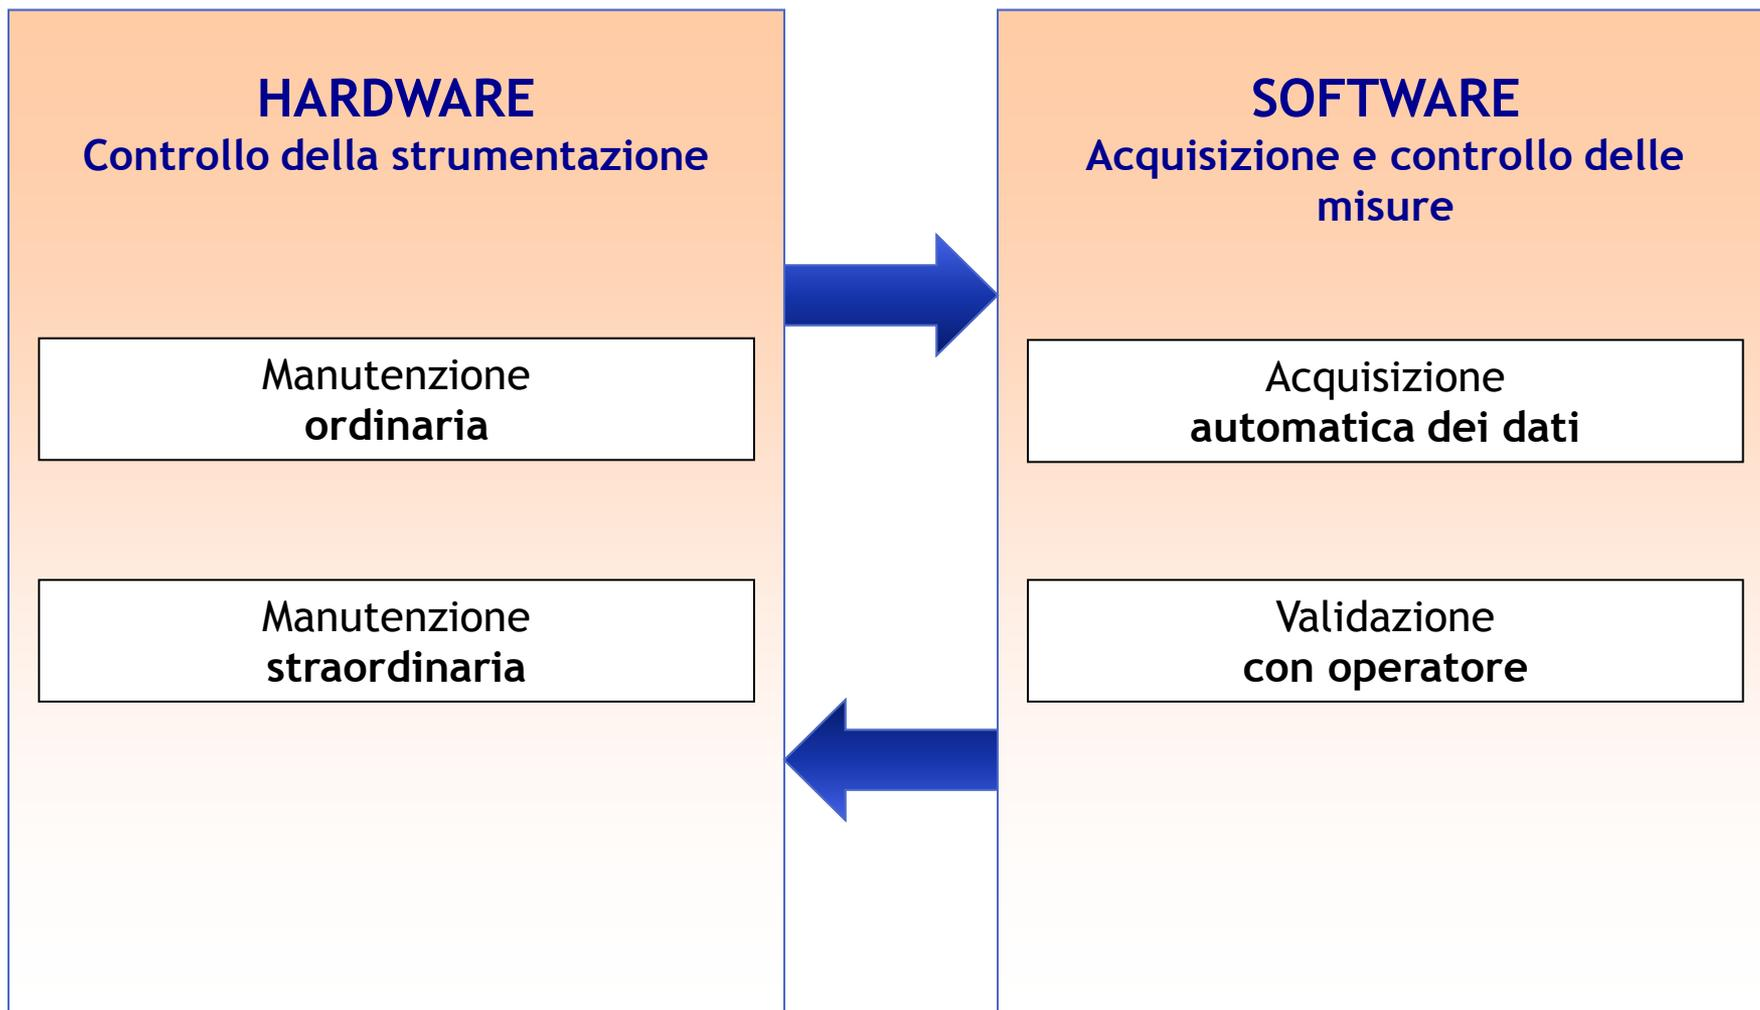 HARDWARE
Controllo della strumentazione
Manutenzione
ordinaria
Manutenzione
straordinaria
SOFTWARE
Acquisizione e controllo delle
misure
Acquisizione
automatica dei dati
Validazione
con operatore